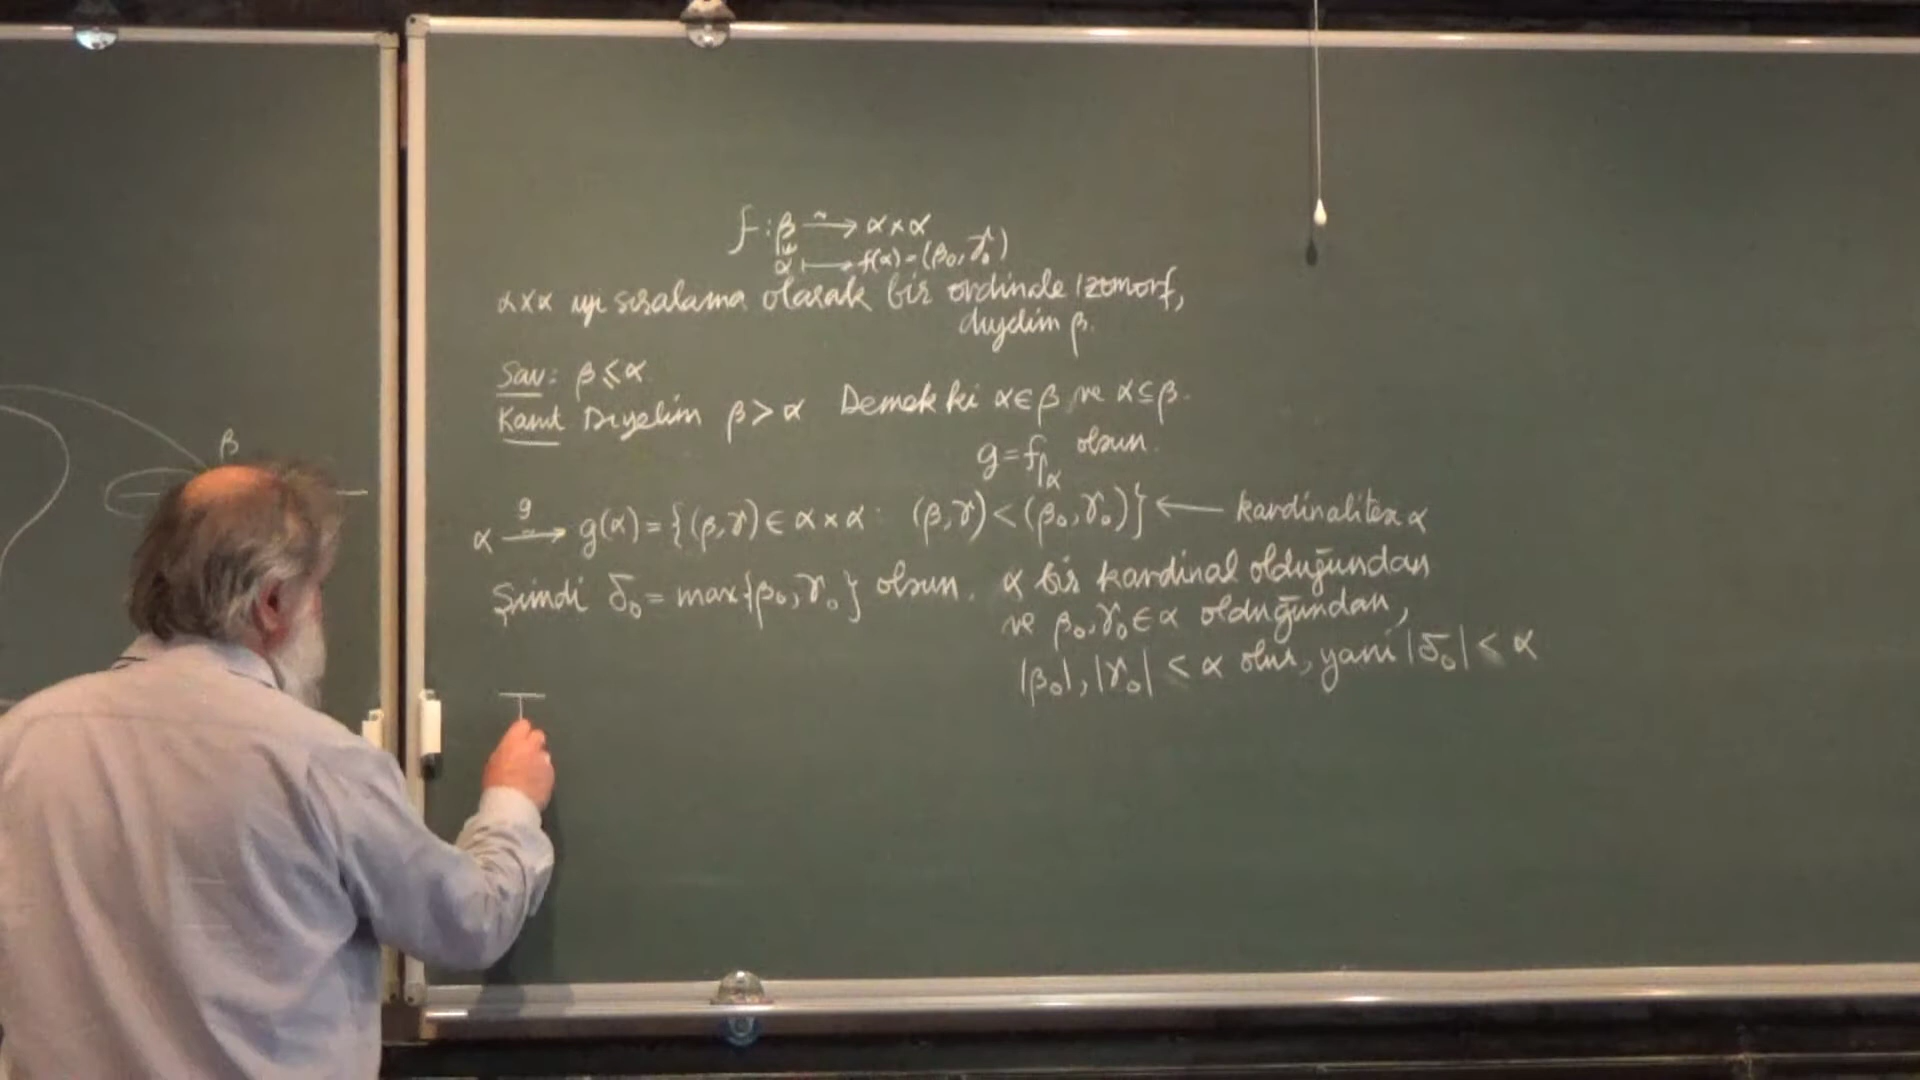 f : β ⟶̃ α×α
α ⟼ f(α) = (β₀, γ₀)
α×α iyi sıralama olarak bir ordinale izomorf,
diyelim β.
Sav: β ≤ α
Kanıt Diyelim β > α Demek ki α ∈ β ve α ⊆ β.
g = f|α olsun.
α ⟶̃ g(α) = {(β, γ) ∈ α×α : (β, γ) < (β₀, γ₀)} ← kardinalitesi α
g
Şimdi δ₀ = max{β₀, γ₀} olsun. α bir kardinal olduğundan
ve β₀, γ₀ ∈ α olduğundan,
|β₀|, |γ₀| < α olur, yani |δ₀| < α
β